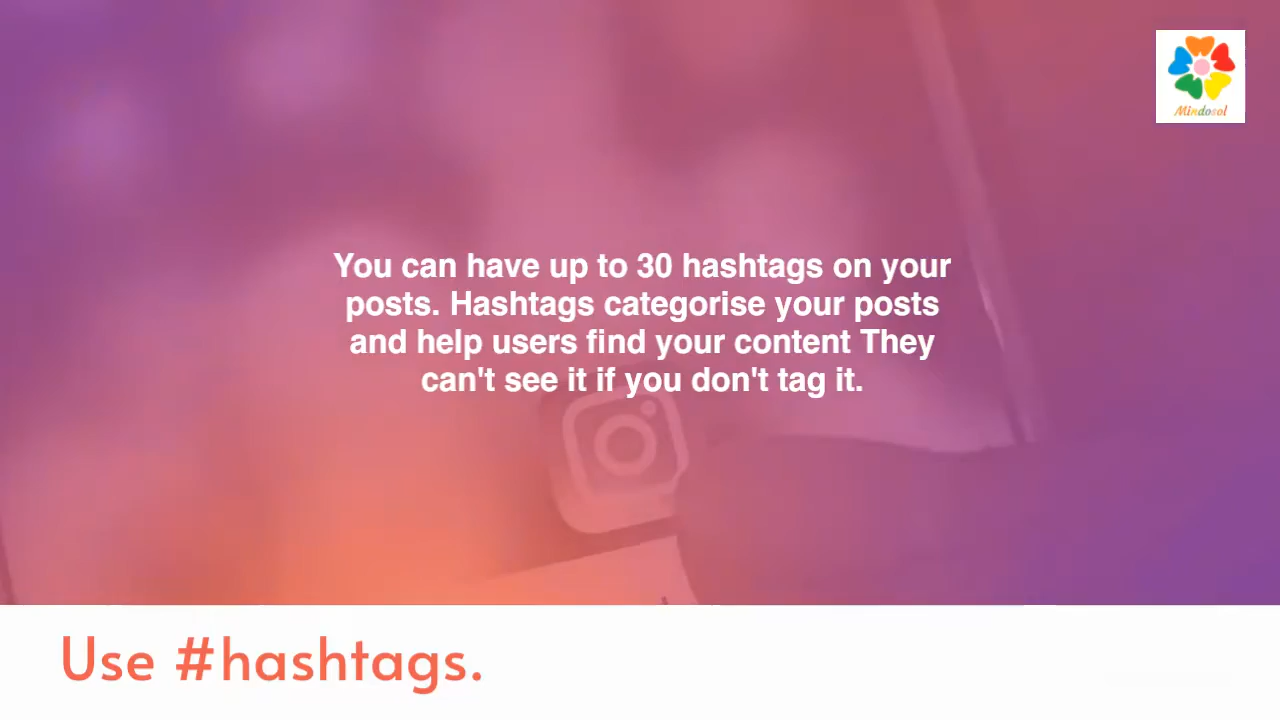 Mindosol
You can have up to 30 hashtags on your
posts. Hashtags categorise your posts
and help users find your content They
can't see it if you don't tag it.
Use #hashtags.